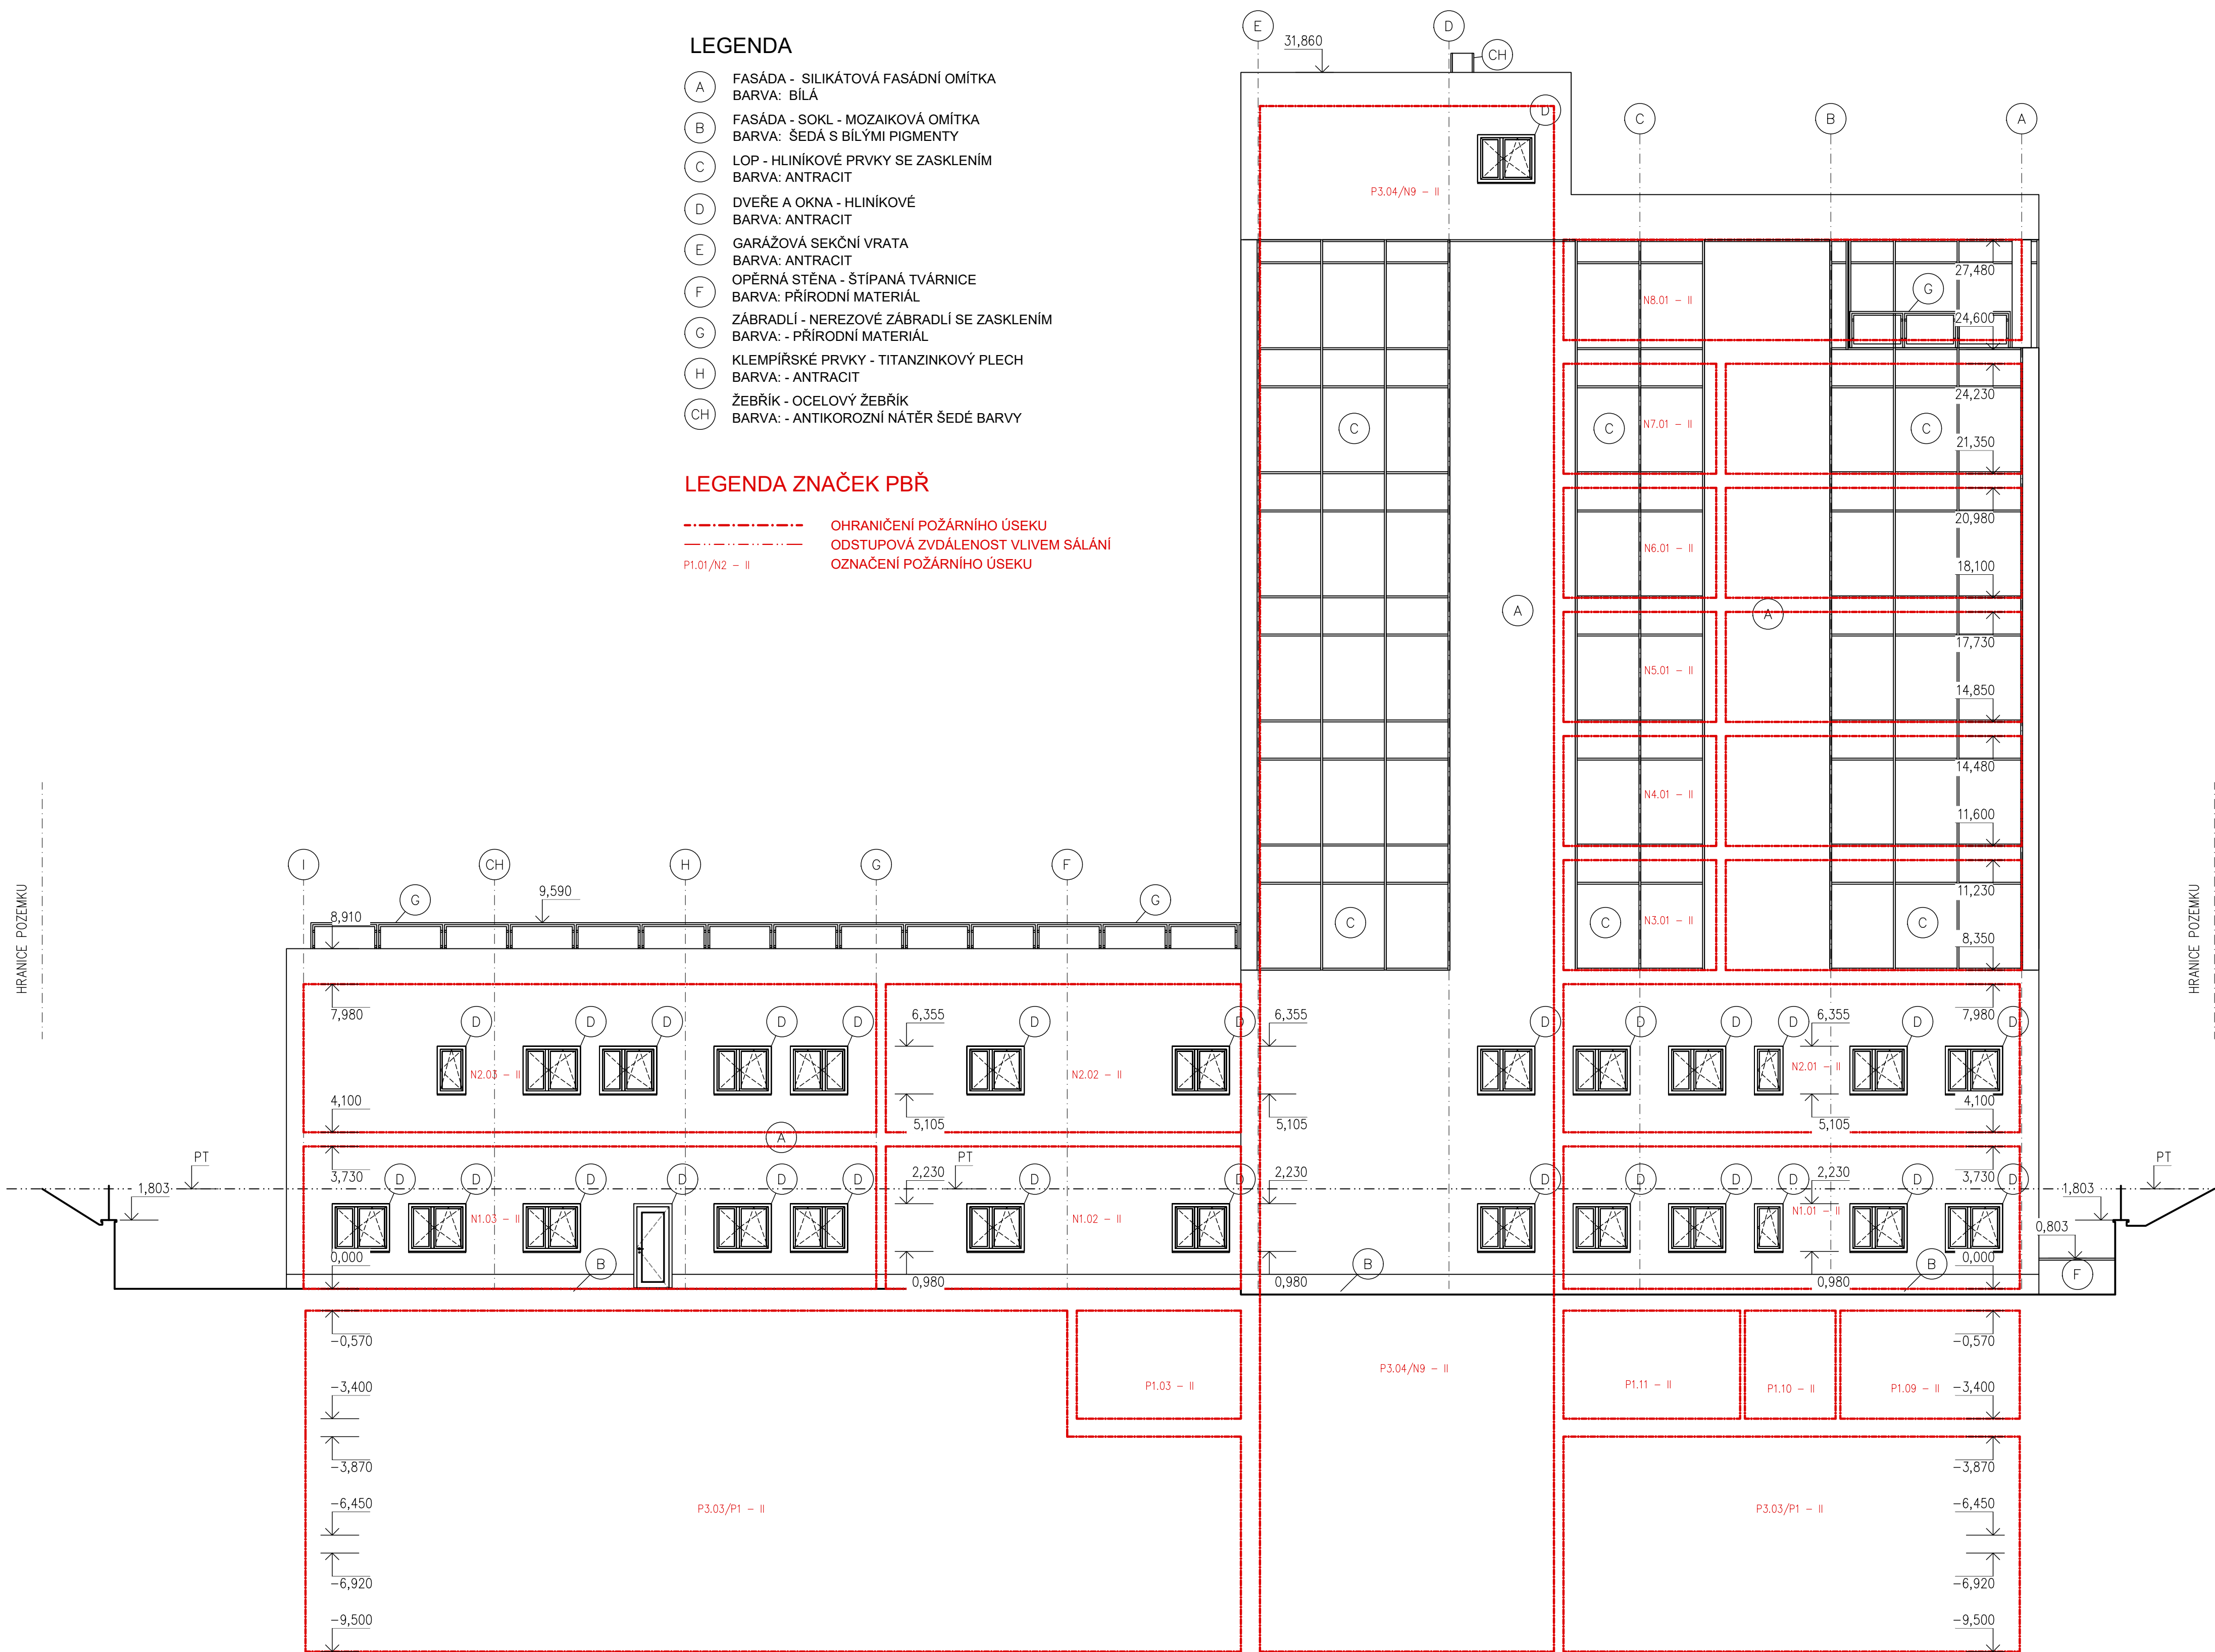 LEGENDA
A
FASÁDA - SILIKÁTOVÁ FASÁDNÍ OMÍTKA
BARVA: BÍLÁ
B
FASÁDA - SOKL - MOZAIKOVÁ OMÍTKA
BARVA: ŠEDÁ S BÍLÝMI PIGMENTY
C
LOP - HLINÍKOVÉ PRVKY SE ZASKLENÍM
BARVA: ANTRACIT
D
DVEŘE A OKNA - HLINÍKOVÉ
BARVA: ANTRACIT
E
GARÁŽOVÁ SEKČNÍ VRATA
BARVA: ANTRACIT
F
OPĚRNÁ STĚNA - ŠTÍPANÁ TVÁRNICE
BARVA: PŘÍRODNÍ MATERIÁL
G
ZÁBRADLÍ - NEREZOVÉ ZÁBRADLÍ SE ZASKLENÍM
BARVA: - PŘÍRODNÍ MATERIÁL
H
KLEMPÍŘSKÉ PRVKY - TITANZINKOVÝ PLECH
BARVA: - ANTRACIT
CH
ŽEBŘÍK - OCELOVÝ ŽEBŘÍK
BARVA: - ANTIKOROZNÍ NÁTĚR ŠEDÉ BARVY
LEGENDA ZNAČEK PBŘ
OHRANIČENÍ POŽÁRNÍHO ÚSEKU
ODSTUPOVÁ ZVDÁLENOST VLIVEM SÁLÁNÍ
P1.01/N2 - II OZNAČENÍ POŽÁRNÍHO ÚSEKU
E D
31,860 CH
D
C B A
P3.04/N9 - II
27,480
G
N8.01 - II
24,600
24,230
C C C
N7.01 - II
21,350
20,980
N6.01 - II
18,100
A A
17,730
N5.01 - II
14,850
14,480
N4.01 - II
11,600
11,230
C C C
N3.01 - II
8,350
I CH H G F
G 9,590 G
8,910
HRANICE POZEMKU
HRANICE POZEMKU
7,980 7,980
D D D D D D D D D D D D D
6,355 6,355 6,355
N2.03 - II N2.02 - II N2.01 - II
4,100 4,100
5,105 5,105 5,105
A
PT PT PT
3,730 3,730
D D D D D D D D D D D D D D
2,230 2,230 2,230
1,803 1,803
N1.03 - II N1.02 - II N1.01 - II
0,803
0,000 0,000
B B B
F
0,980 0,980 0,980
-0,570 -0,570
P3.04/N9 - II
-3,400 P1.03 - II P1.11 - II P1.10 - II P1.09 - II -3,400
-3,870 -3,870
-6,450 -6,450
P3.03/P1 - II P3.03/P1 - II
-6,920 -6,920
-9,500 -9,500